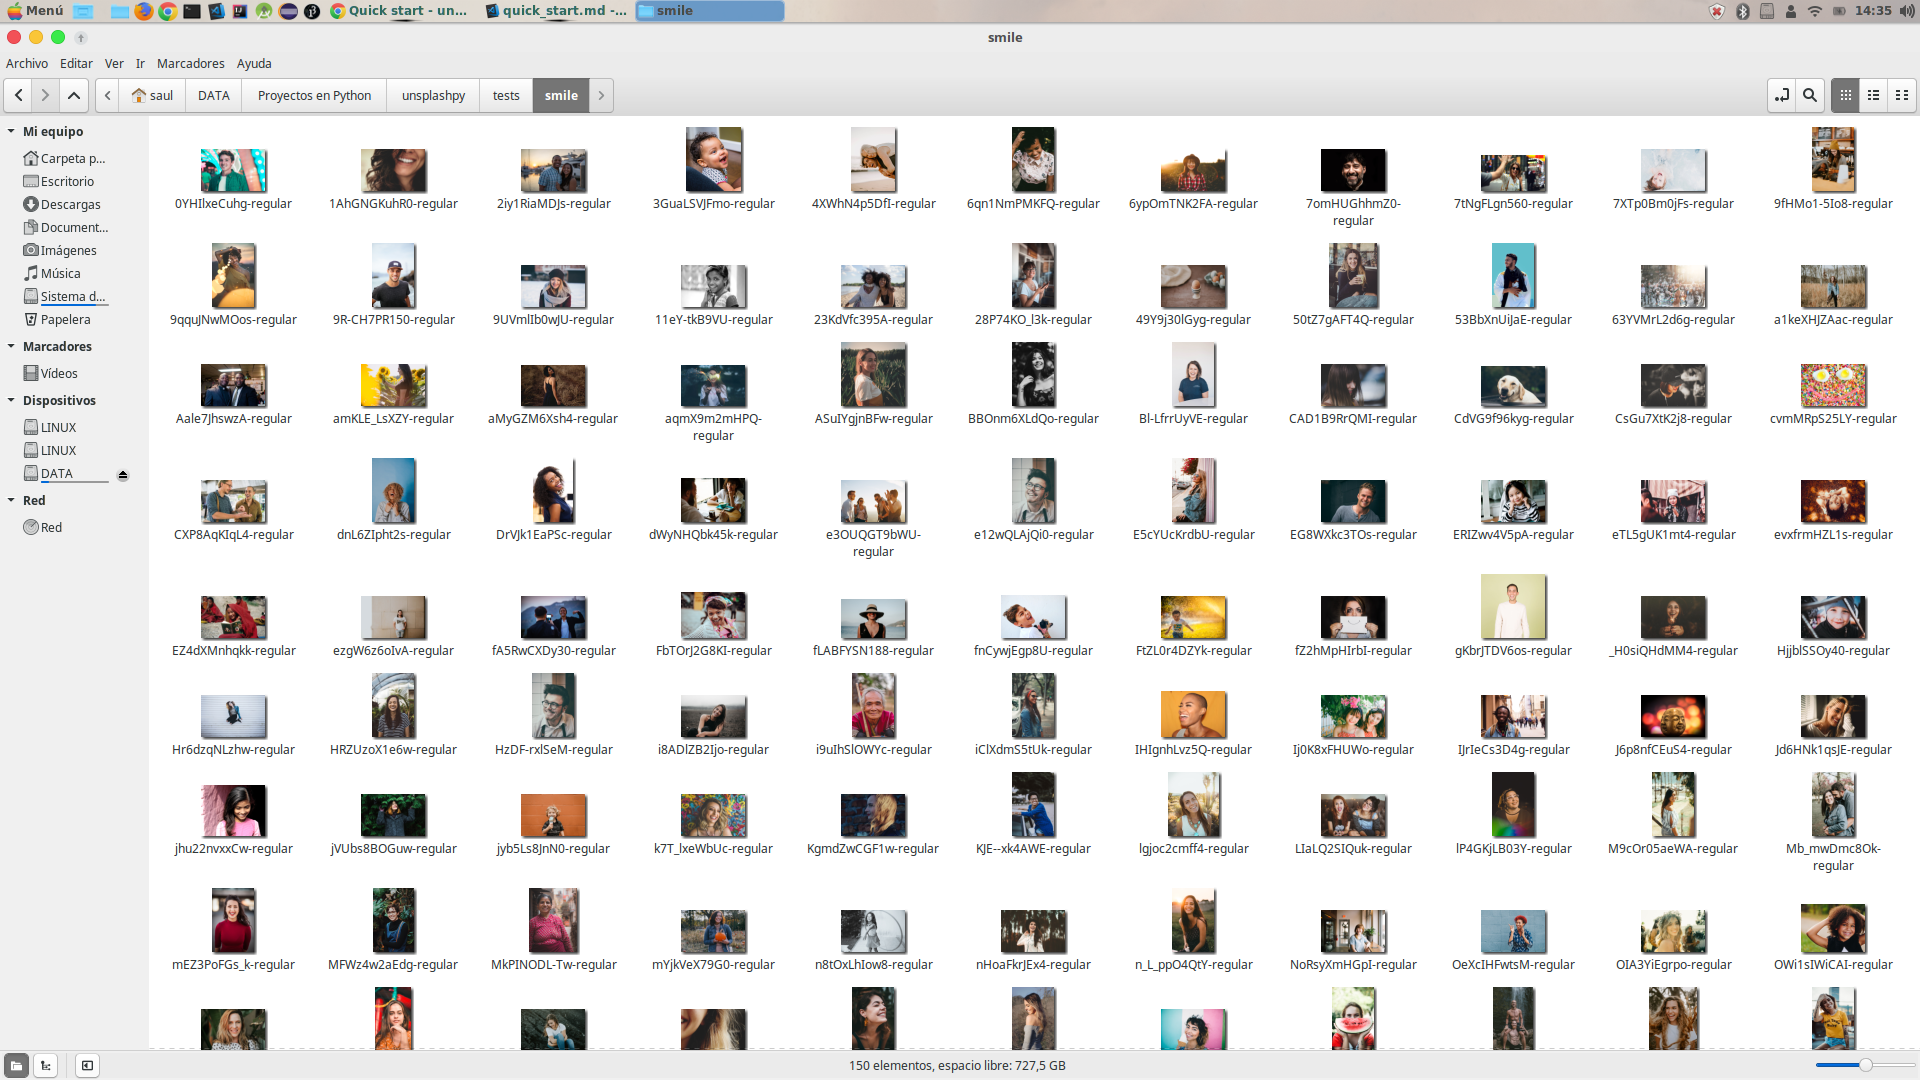 Menú
Quick start - un...
quick_start.md -...
smile
14:35
smile
Archivo
Editar
Ver
Ir
Marcadores
Ayuda
saul
DATA
Proyectos en Python
unsplashpy
tests
smile
Mi equipo
Carpeta p...
Escritorio
Descargas
Document...
Imágenes
Música
Sistema d...
Papelera
Marcadores
Vídeos
Dispositivos
LINUX
LINUX
DATA
Red
Red
0YHIlxeCuhg-regular
1AhGNGKuhR0-regular
2iy1RiaMDJs-regular
3GuaLSVJFmo-regular
4XWhN4p5DfI-regular
6qn1NmPMKFQ-regular
6ypOmTNK2FA-regular
7omHUGhhmZ0-
regular
7tNgFLgn560-regular
7XTp0Bm0jFs-regular
9fHMo1-5Io8-regular
9qquJNwMOos-regular
9R-CH7PR150-regular
9UVmlIb0wJU-regular
11eY-tkB9VU-regular
23KdVfc395A-regular
28P74KO_l3k-regular
49Y9j30lGyg-regular
50tZ7gAFT4Q-regular
53BbXnUiJaE-regular
63YVMrL2d6g-regular
a1keXHJZAac-regular
Aale7JhswzA-regular
amKLE_LsXZY-regular
aMyGZM6Xsh4-regular
aqmX9m2mHPQ-
regular
ASuIYgjnBFw-regular
BBOnm6XLdQo-regular
Bl-LfrrUyVE-regular
CAD1B9RrQMI-regular
CdVG9f96kyg-regular
CsGu7XtK2j8-regular
cvmMRpS25LY-regular
CXP8AqKIqL4-regular
dnL6ZIpht2s-regular
DrVJk1EaPSc-regular
dWyNHQbk45k-regular
e3OUQGT9bWU-
regular
e12wQLAjQi0-regular
E5cYUcKrdbU-regular
EG8WXkc3TOs-regular
ERIZwv4V5pA-regular
eTL5gUK1mt4-regular
evxfrmHZL1s-regular
EZ4dXMnhqkk-regular
ezgW6z6oIvA-regular
fA5RwCXDy30-regular
FbTOrJ2G8KI-regular
fLABFYSN188-regular
fnCywjEgp8U-regular
FtZL0r4DZYk-regular
fZ2hMpHIrbI-regular
gKbrJTDV6os-regular
_H0siQHdMM4-regular
HjjblSSOy40-regular
Hr6dzqNLzhw-regular
HRZUzoX1e6w-regular
HzDF-rxlSeM-regular
i8ADlZB2Ijo-regular
i9uIhSlOWYc-regular
iClXdmS5tUk-regular
IHIgnhLvz5Q-regular
Ij0K8xFHUWo-regular
IJrIeCs3D4g-regular
J6p8nfCEuS4-regular
Jd6HNk1qsJE-regular
jhu22nvxxCw-regular
jVUbs8BOGuw-regular
jyb5Ls8JnN0-regular
k7T_lxeWbUc-regular
KgmdZwCGF1w-regular
KJE--xk4AWE-regular
lgjoc2cmff4-regular
LIaLQ2SIQuk-regular
lP4GKjLB03Y-regular
M9cOr05aeWA-regular
Mb_mwDmc8Ok-
regular
mEZ3PoFGs_k-regular
MFWz4w2aEdg-regular
MkPINODL-Tw-regular
mYjkVeX79G0-regular
n8tOxLhIow8-regular
nHoaFkrJEx4-regular
n_L_ppO4QtY-regular
NoRsyXmHGpI-regular
OeXcIHFwtsM-regular
OIA3YiEgrpo-regular
OWi1sIWiCAI-regular
150 elementos, espacio libre: 727,5 GB